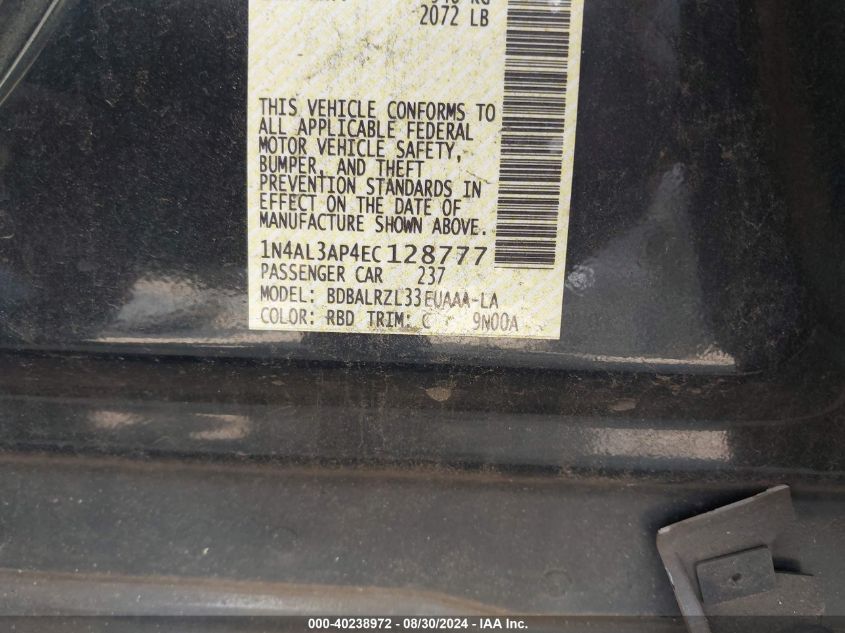 2072 LB
THIS VEHICLE CONFORMS TO
ALL APPLICABLE FEDERAL
MOTOR VEHICLE SAFETY,
BUMPER, AND THEFT
PREVENTION STANDARDS IN
EFFECT ON THE DATE OF
MANUFACTURE SHOWN ABOVE.
1N4AL3AP4EC128777
PASSENGER CAR 237
MODEL: BDBALRZL33EUAAA-LA
COLOR: RBD TRIM: C 9N00A
000-40238972 - 08/30/2024 - IAA Inc.